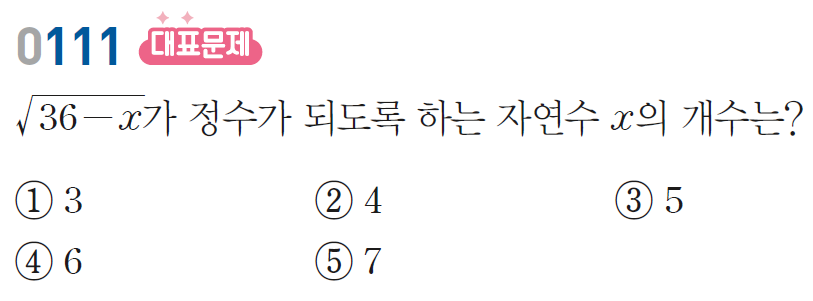 0111 대표문제
√36-x가 정수가 되도록 하는 자연수 x의 개수는?
① 3 ② 4 ③ 5
④ 6 ⑤ 7